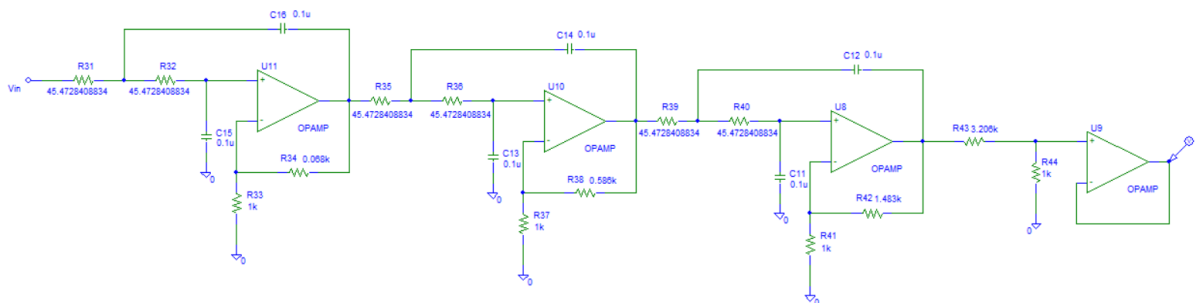 C16 0.1u
R31
45.4728408834
Vin
R32
45.4728408834
U11
OPAMP
C15
0.1u
0
R34 0.068k
R33
1k
0
C14 0.1u
R35
45.4728408834
R36
45.4728408834
U10
OPAMP
C13
0.1u
0
R38 0.586k
R37
1k
0
C12 0.1u
R39
45.4728408834
R40
45.4728408834
U8
OPAMP
C11
0.1u
0
R42 1.483k
R41
1k
0
R43 3.206k
R44
1k
0
U9
OPAMP